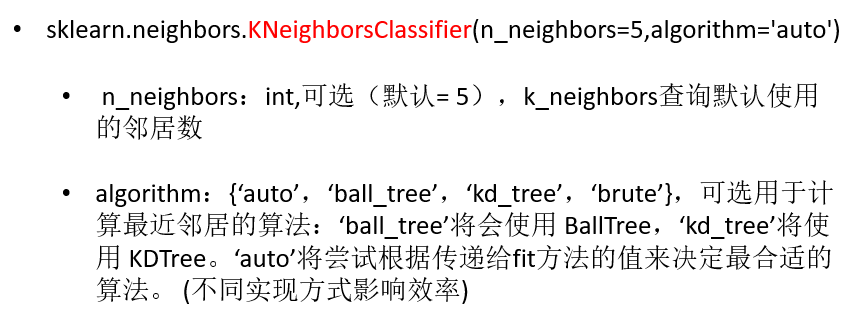 • sklearn.neighbors.KNeighborsClassifier(n_neighbors=5,algorithm='auto')
• n_neighbors：int,可选（默认= 5），k_neighbors查询默认使用
的邻居数
• algorithm：{‘auto’，‘ball_tree’，‘kd_tree’，‘brute’}，可选用于计
算最近邻居的算法：‘ball_tree’将会使用 BallTree，‘kd_tree’将使
用 KDTree。‘auto’将尝试根据传递给fit方法的值来决定最合适的
算法。 (不同实现方式影响效率)